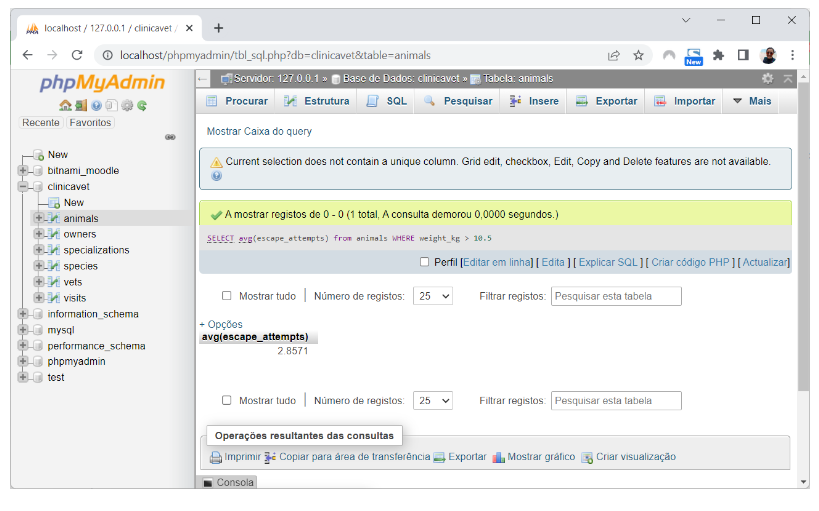 localhost / 127.0.0.1 / clinicavet /
localhost/phpmyadmin/tbl_sql.php?db=clinicavet&table=animals
New
phpMyAdmin
Recente Favoritos
New
bitnami_moodle
clinicavet
New
animals
owners
specializations
species
vets
visits
information_schema
mysql
performance_schema
phpmyadmin
test
Servidor: 127.0.0.1 » Base de Dados: clinicavet » Tabela: animals
Procurar Estrutura SQL Pesquisar Insere Exportar Importar Mais
Mostrar Caixa do query
Current selection does not contain a unique column. Grid edit, checkbox, Edit, Copy and Delete features are not available.
A mostrar registos de 0 - 0 (1 total, A consulta demorou 0,0000 segundos.)
SELECT avg(escape_attempts) from animals WHERE weight_kg > 10.5
Perfil [Editar em linha] [ Edita ] [ Explicar SQL ] [ Criar código PHP ] [ Actualizar]
Mostrar tudo Número de registos: 25 Filtrar registos: Pesquisar esta tabela
+ Opções
avg(escape_attempts)
2.8571
Mostrar tudo Número de registos: 25 Filtrar registos: Pesquisar esta tabela
Operações resultantes das consultas
Imprimir Copiar para área de transferência Exportar Mostrar gráfico Criar visualização
Consola